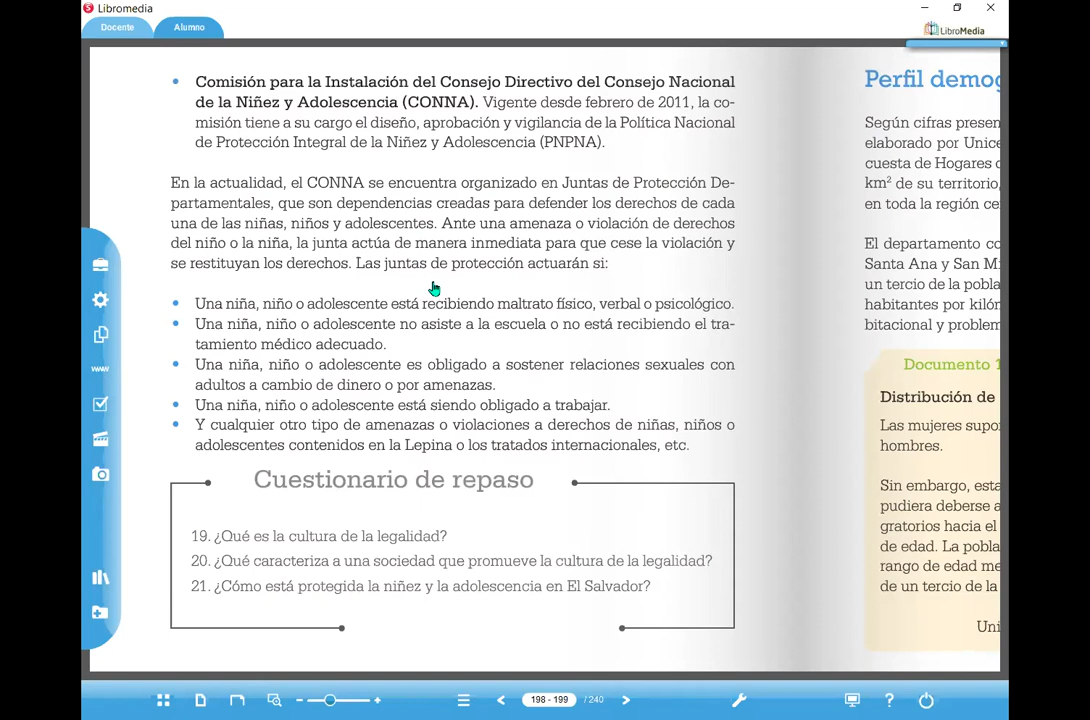 Libromedia
Docente
Alumno
LibroMedia
Comisión para la Instalación del Consejo Directivo del Consejo Nacional
de la Niñez y Adolescencia (CONNA). Vigente desde febrero de 2011, la co-
misión tiene a su cargo el diseño, aprobación y vigilancia de la Política Nacional
de Protección Integral de la Niñez y Adolescencia (PNPNA).
En la actualidad, el CONNA se encuentra organizado en Juntas de Protección De-
partamentales, que son dependencias creadas para defender los derechos de cada
una de las niñas, niños y adolescentes. Ante una amenaza o violación de derechos
del niño o la niña, la junta actúa de manera inmediata para que cese la violación y
se restituyan los derechos. Las juntas de protección actuarán si:
• Una niña, niño o adolescente está recibiendo maltrato físico, verbal o psicológico.
• Una niña, niño o adolescente no asiste a la escuela o no está recibiendo el tra-
tamiento médico adecuado.
• Una niña, niño o adolescente es obligado a sostener relaciones sexuales con
adultos a cambio de dinero o por amenazas.
• Una niña, niño o adolescente está siendo obligado a trabajar.
• Y cualquier otro tipo de amenazas o violaciones a derechos de niñas, niños o
adolescentes contenidos en la Lepina o los tratados internacionales, etc.
Cuestionario de repaso
19. ¿Qué es la cultura de la legalidad?
20. ¿Qué caracteriza a una sociedad que promueve la cultura de la legalidad?
21. ¿Cómo está protegida la niñez y la adolescencia en El Salvador?
Perfil demog
Según cifras presen
elaborado por Unice
cuesta de Hogares d
km² de su territorio,
en toda la región ce
El departamento co
Santa Ana y San Mi
un tercio de la pobla
habitantes por kilóm
bitacional y problem
Documento 1
Distribución de
Las mujeres supo
hombres.
Sin embargo, esta
pudiera deberse a
gratorios hacia el
de edad. La pobla
rango de edad me
de un tercio de la
Uni
www
198 - 199 / 240